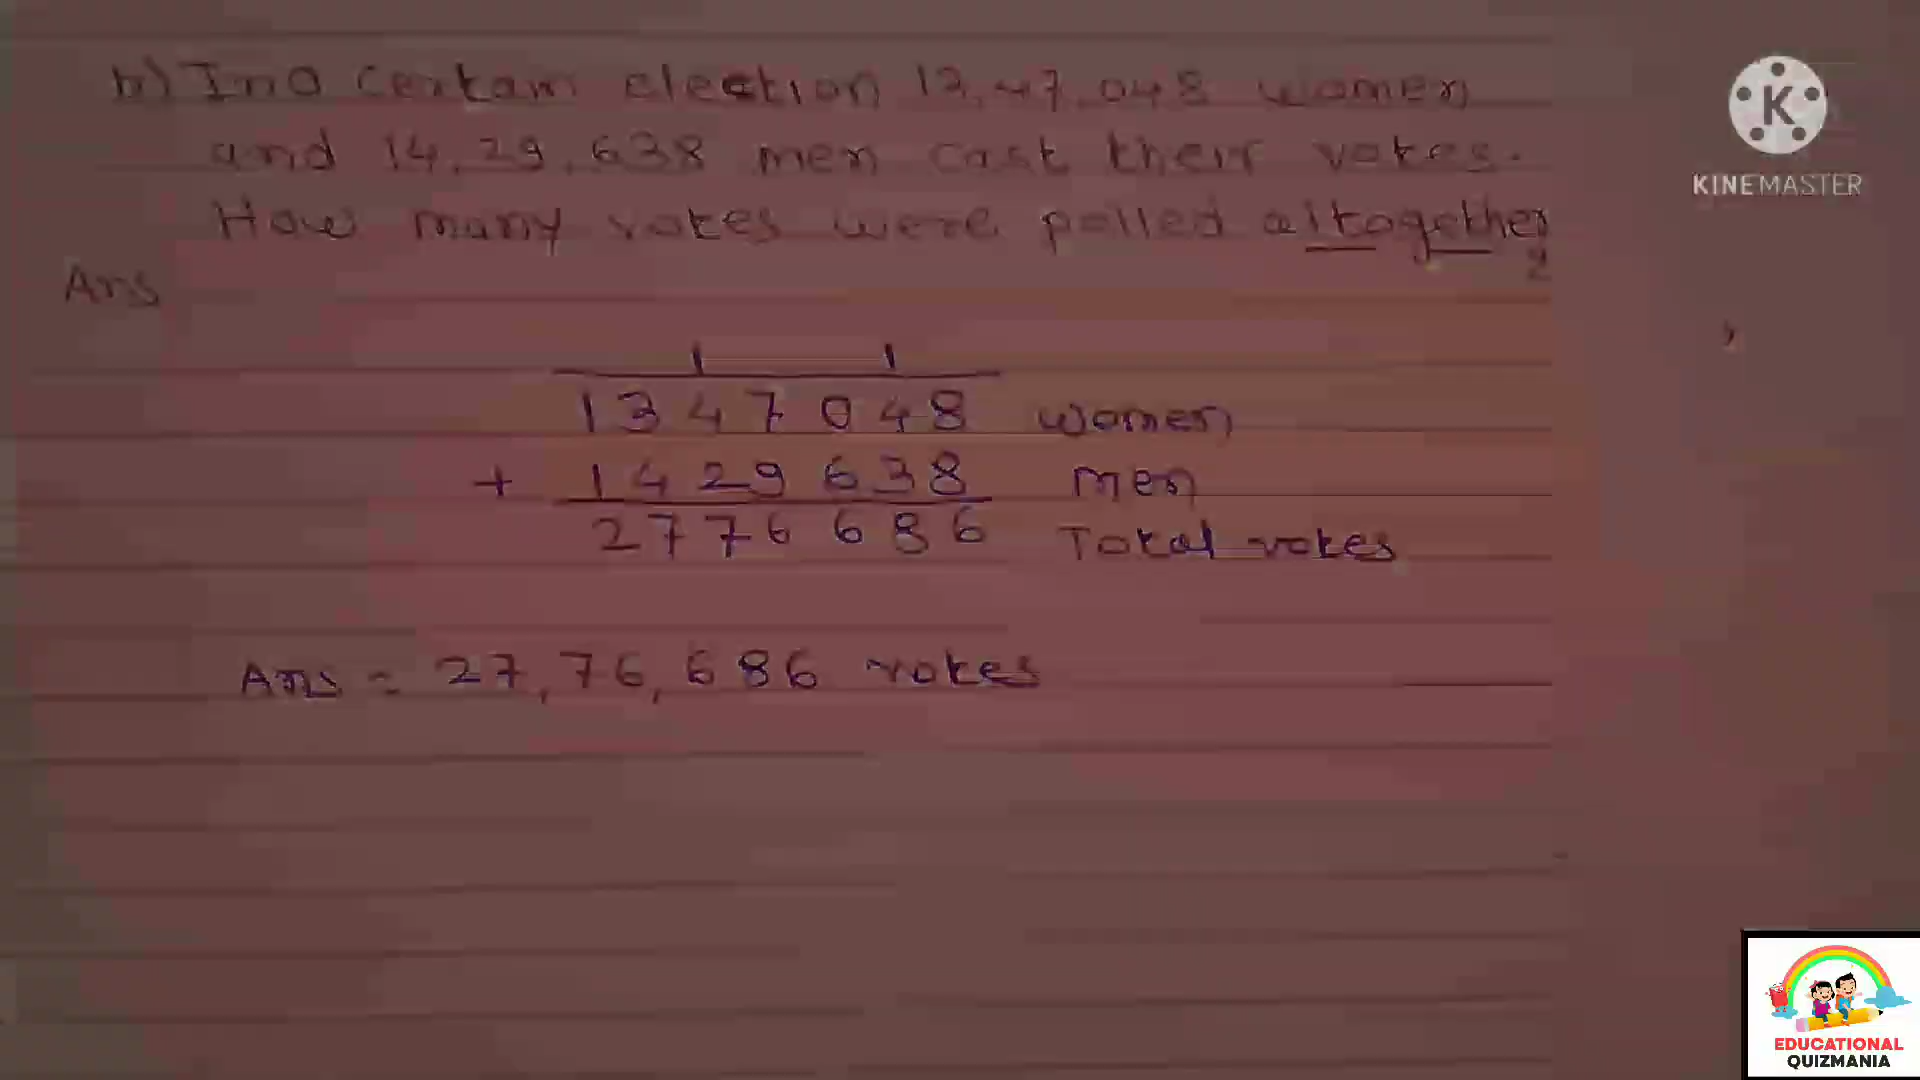 b) In a certain election 13,47,048 women
and 14,29,638 men cast their votes.
How many votes were polled altogether
?
Ans
1 1
1347048 women
+ 1429638 men
2776686 Total votes
Ans = 27,76,686 votes
K
KINEMASTER
EDUCATIONAL
QUIZMANIA